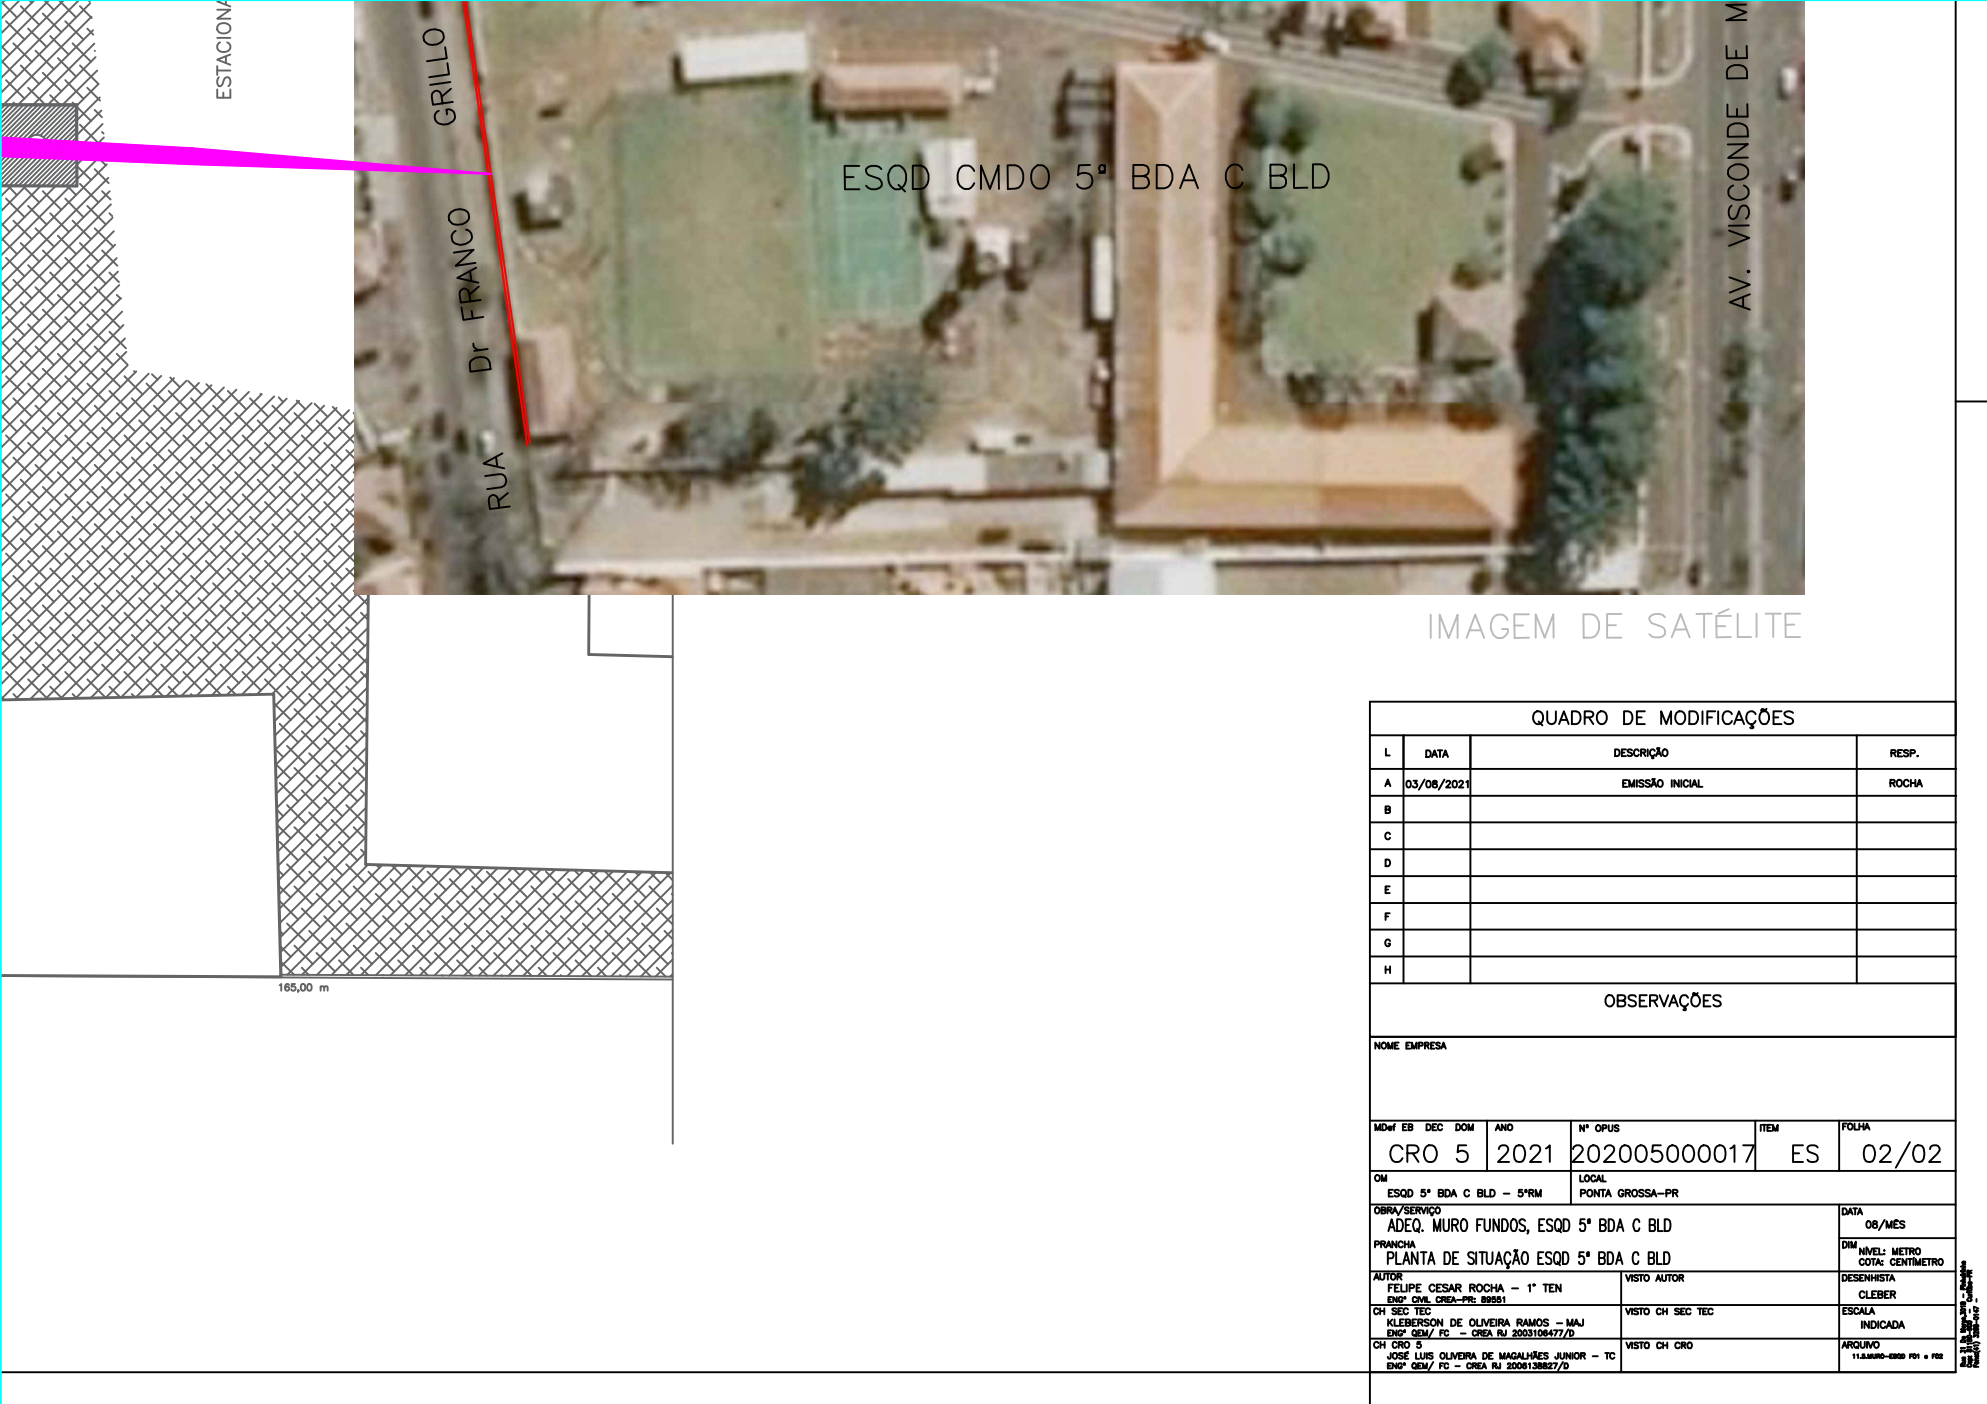 ESTACIONA
GRILLO
Dr FRANCO
RUA
ESQD CMDO 5ª BDA C BLD
AV. VISCONDE DE M
IMAGEM DE SATÉLITE
165,00 m
QUADRO DE MODIFICAÇÕES
L DATA DESCRIÇÃO RESP.
A 03/08/2021 EMISSÃO INICIAL ROCHA
B
C
D
E
F
G
H
OBSERVAÇÕES
NOME EMPRESA
MDef EB DEC DOM ANO Nº OPUS ITEM FOLHA
CRO 5 2021 202005000017 ES 02/02
OM LOCAL
ESQD 5ª BDA C BLD - 5ªRM PONTA GROSSA-PR
OBRA/SERVIÇO DATA
ADEQ. MURO FUNDOS, ESQD 5ª BDA C BLD 08/MÊS
PRANCHA DIM
PLANTA DE SITUAÇÃO ESQD 5ª BDA C BLD NÍVEL: METRO
COTA: CENTÍMETRO
AUTOR VISTO AUTOR DESENHISTA
FELIPE CESAR ROCHA - 1° TEN CLEBER
ENGº CIVIL CREA-PR: 89551
CH SEC TEC VISTO CH SEC TEC ESCALA
KLEBERSON DE OLIVEIRA RAMOS - MAJ INDICADA
ENGº QEM/ FC - CREA RJ 2003106477/D
CH CRO 5 VISTO CH CRO ARQUIVO
JOSÉ LUIS OLIVEIRA DE MAGALHÃES JUNIOR - TC 11.B.MURO-ESQD F01 e F02
ENGº QEM/ FC - CREA RJ 2006138827/D